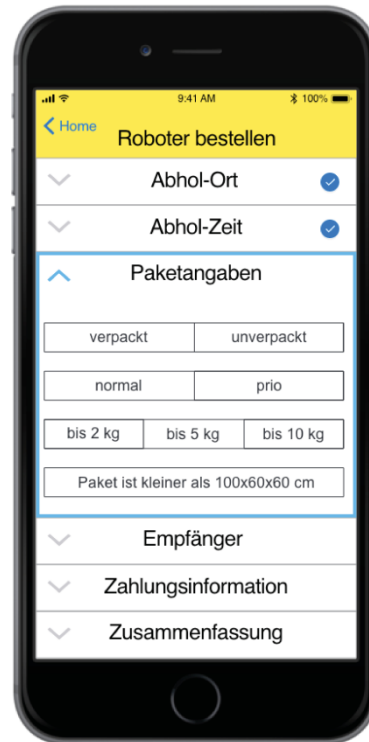 9:41 AM 100%
Home
Roboter bestellen
Abhol-Ort
Abhol-Zeit
Paketangaben
verpackt unverpackt
normal prio
bis 2 kg bis 5 kg bis 10 kg
Paket ist kleiner als 100x60x60 cm
Empfänger
Zahlungsinformation
Zusammenfassung